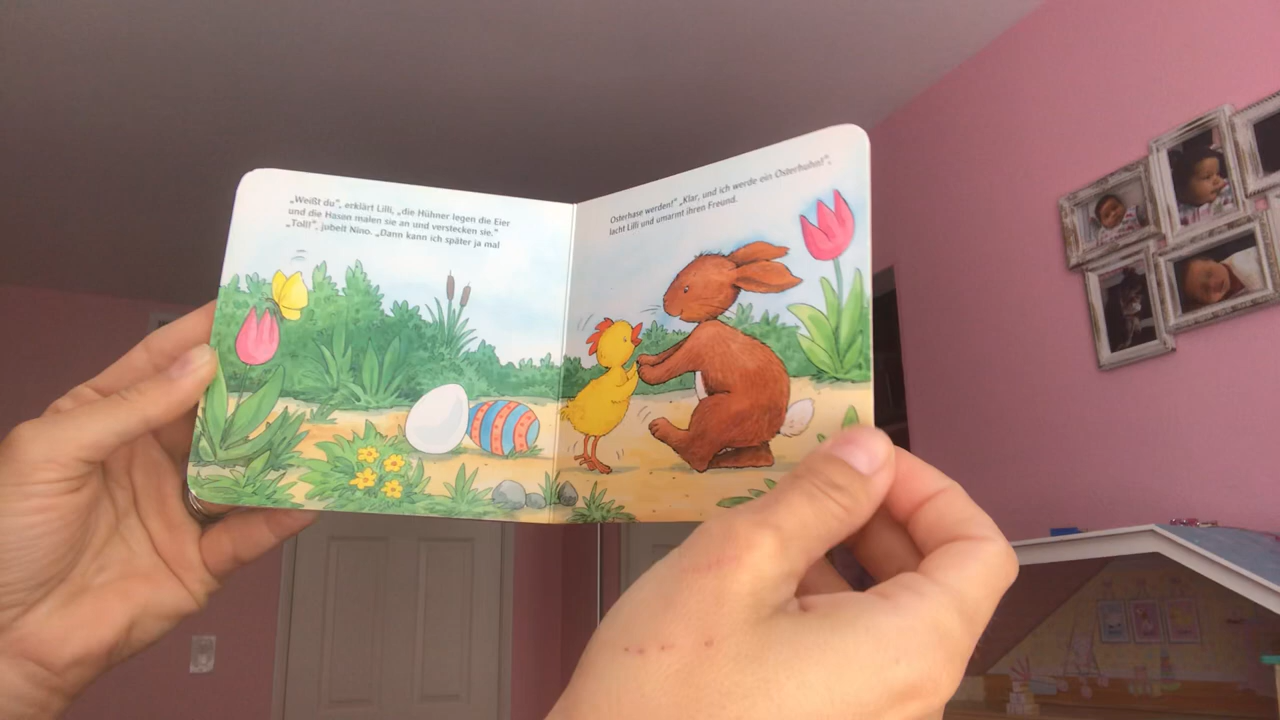 „Weißt du“, erklärt Lilli, „die Hühner legen die Eier
und die Hasen malen sie an und verstecken sie.“
„Toll!“, jubelt Nino. „Dann kann ich später ja mal
Osterhase werden!“ „Klar, und ich werde ein Osterhuhn!“,
lacht Lilli und umarmt ihren Freund.